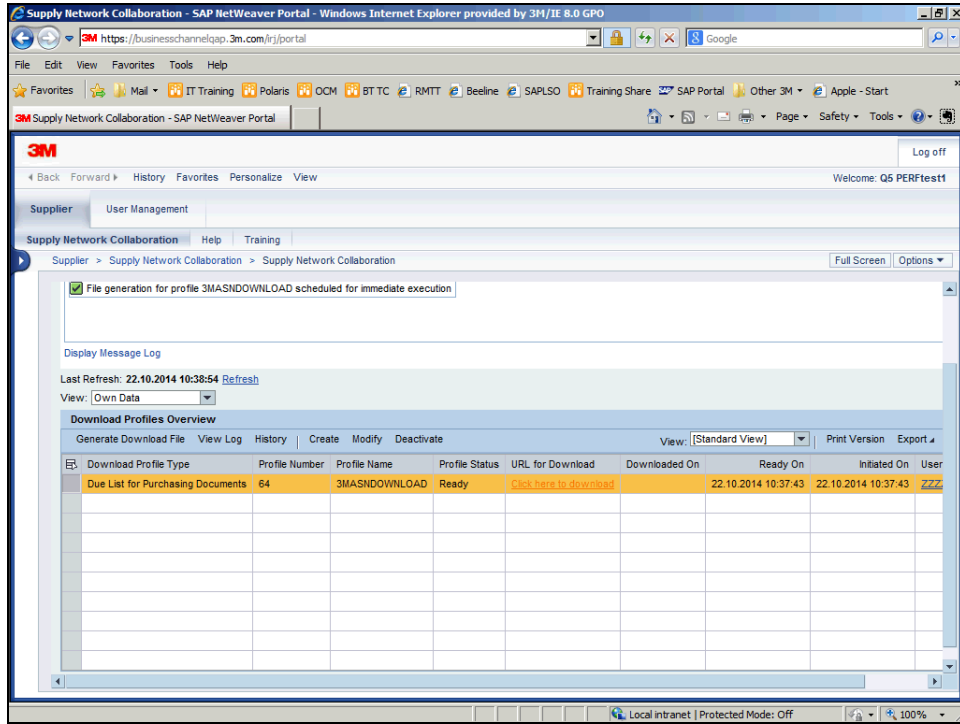 Supply Network Collaboration - SAP NetWeaver Portal - Windows Internet Explorer provided by 3M/IE 8.0 GPO
3M https://businesschannelqap.3m.com/irj/portal Google
File Edit View Favorites Tools Help
Favorites Mail IT Training Polaris OCM BT TC RMTT Beeline SAPLSO Training Share SAP Portal Other 3M Apple - Start
3M Supply Network Collaboration - SAP NetWeaver Portal Page Safety Tools
3M Log off
Back Forward History Favorites Personalize View Welcome: Q5 PERFtest1
Supplier User Management
Supply Network Collaboration Help Training
Supplier > Supply Network Collaboration > Supply Network Collaboration Full Screen Options
File generation for profile 3MASNDOWNLOAD scheduled for immediate execution
Display Message Log
Last Refresh: 22.10.2014 10:38:54 Refresh
View: Own Data
Download Profiles Overview
Generate Download File View Log History Create Modify Deactivate View: [Standard View] Print Version Export
Download Profile Type Profile Number Profile Name Profile Status URL for Download Downloaded On Ready On Initiated On User
Due List for Purchasing Documents 64 3MASNDOWNLOAD Ready Click here to download 22.10.2014 10:37:43 22.10.2014 10:37:43 ZZZ
Local intranet | Protected Mode: Off 100%